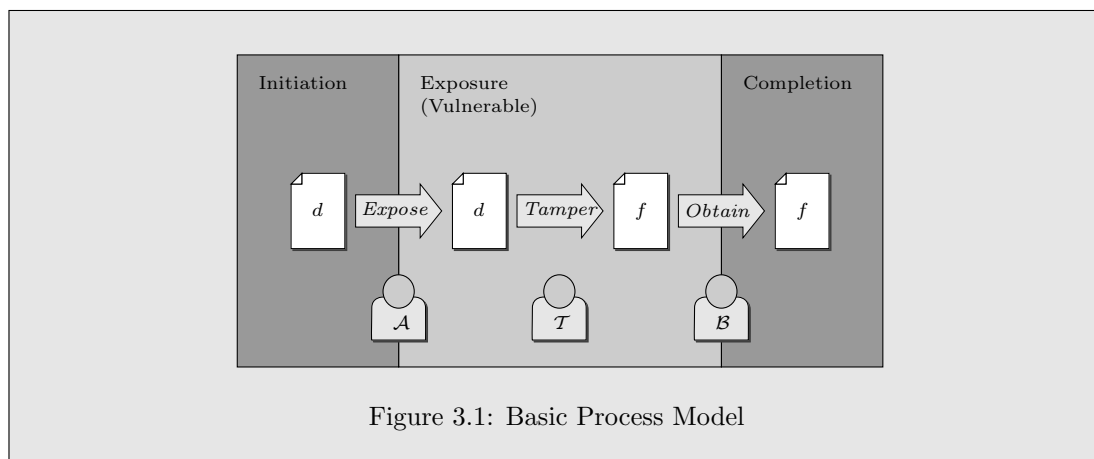 Initiation
Exposure
(Vulnerable)
Completion
d
Expose
d
Tamper
f
Obtain
f
𝒜
𝒯
ℬ
Figure 3.1: Basic Process Model